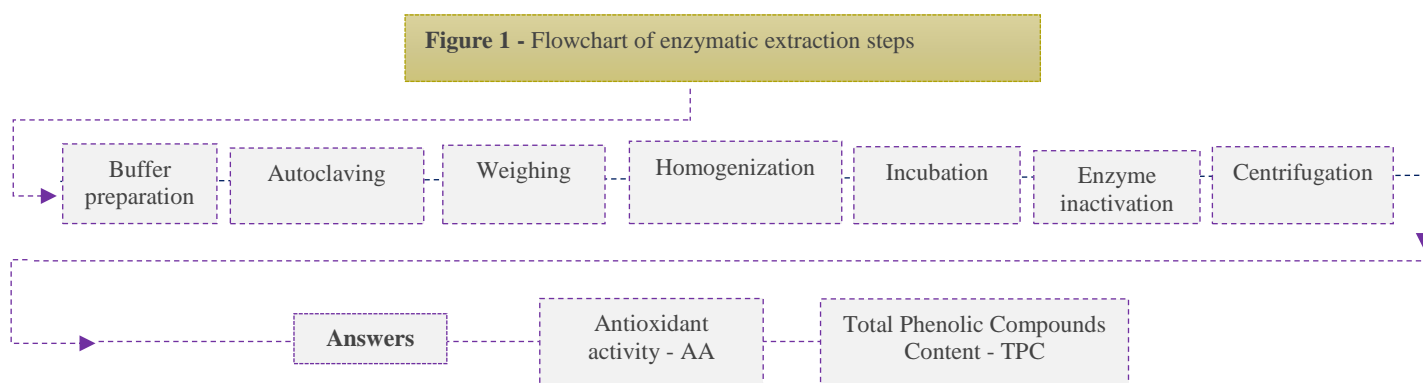 Figure 1 - Flowchart of enzymatic extraction steps
Buffer
preparation
Autoclaving
Weighing
Homogenization
Incubation
Enzyme
inactivation
Centrifugation
Answers
Antioxidant
activity - AA
Total Phenolic Compounds
Content - TPC